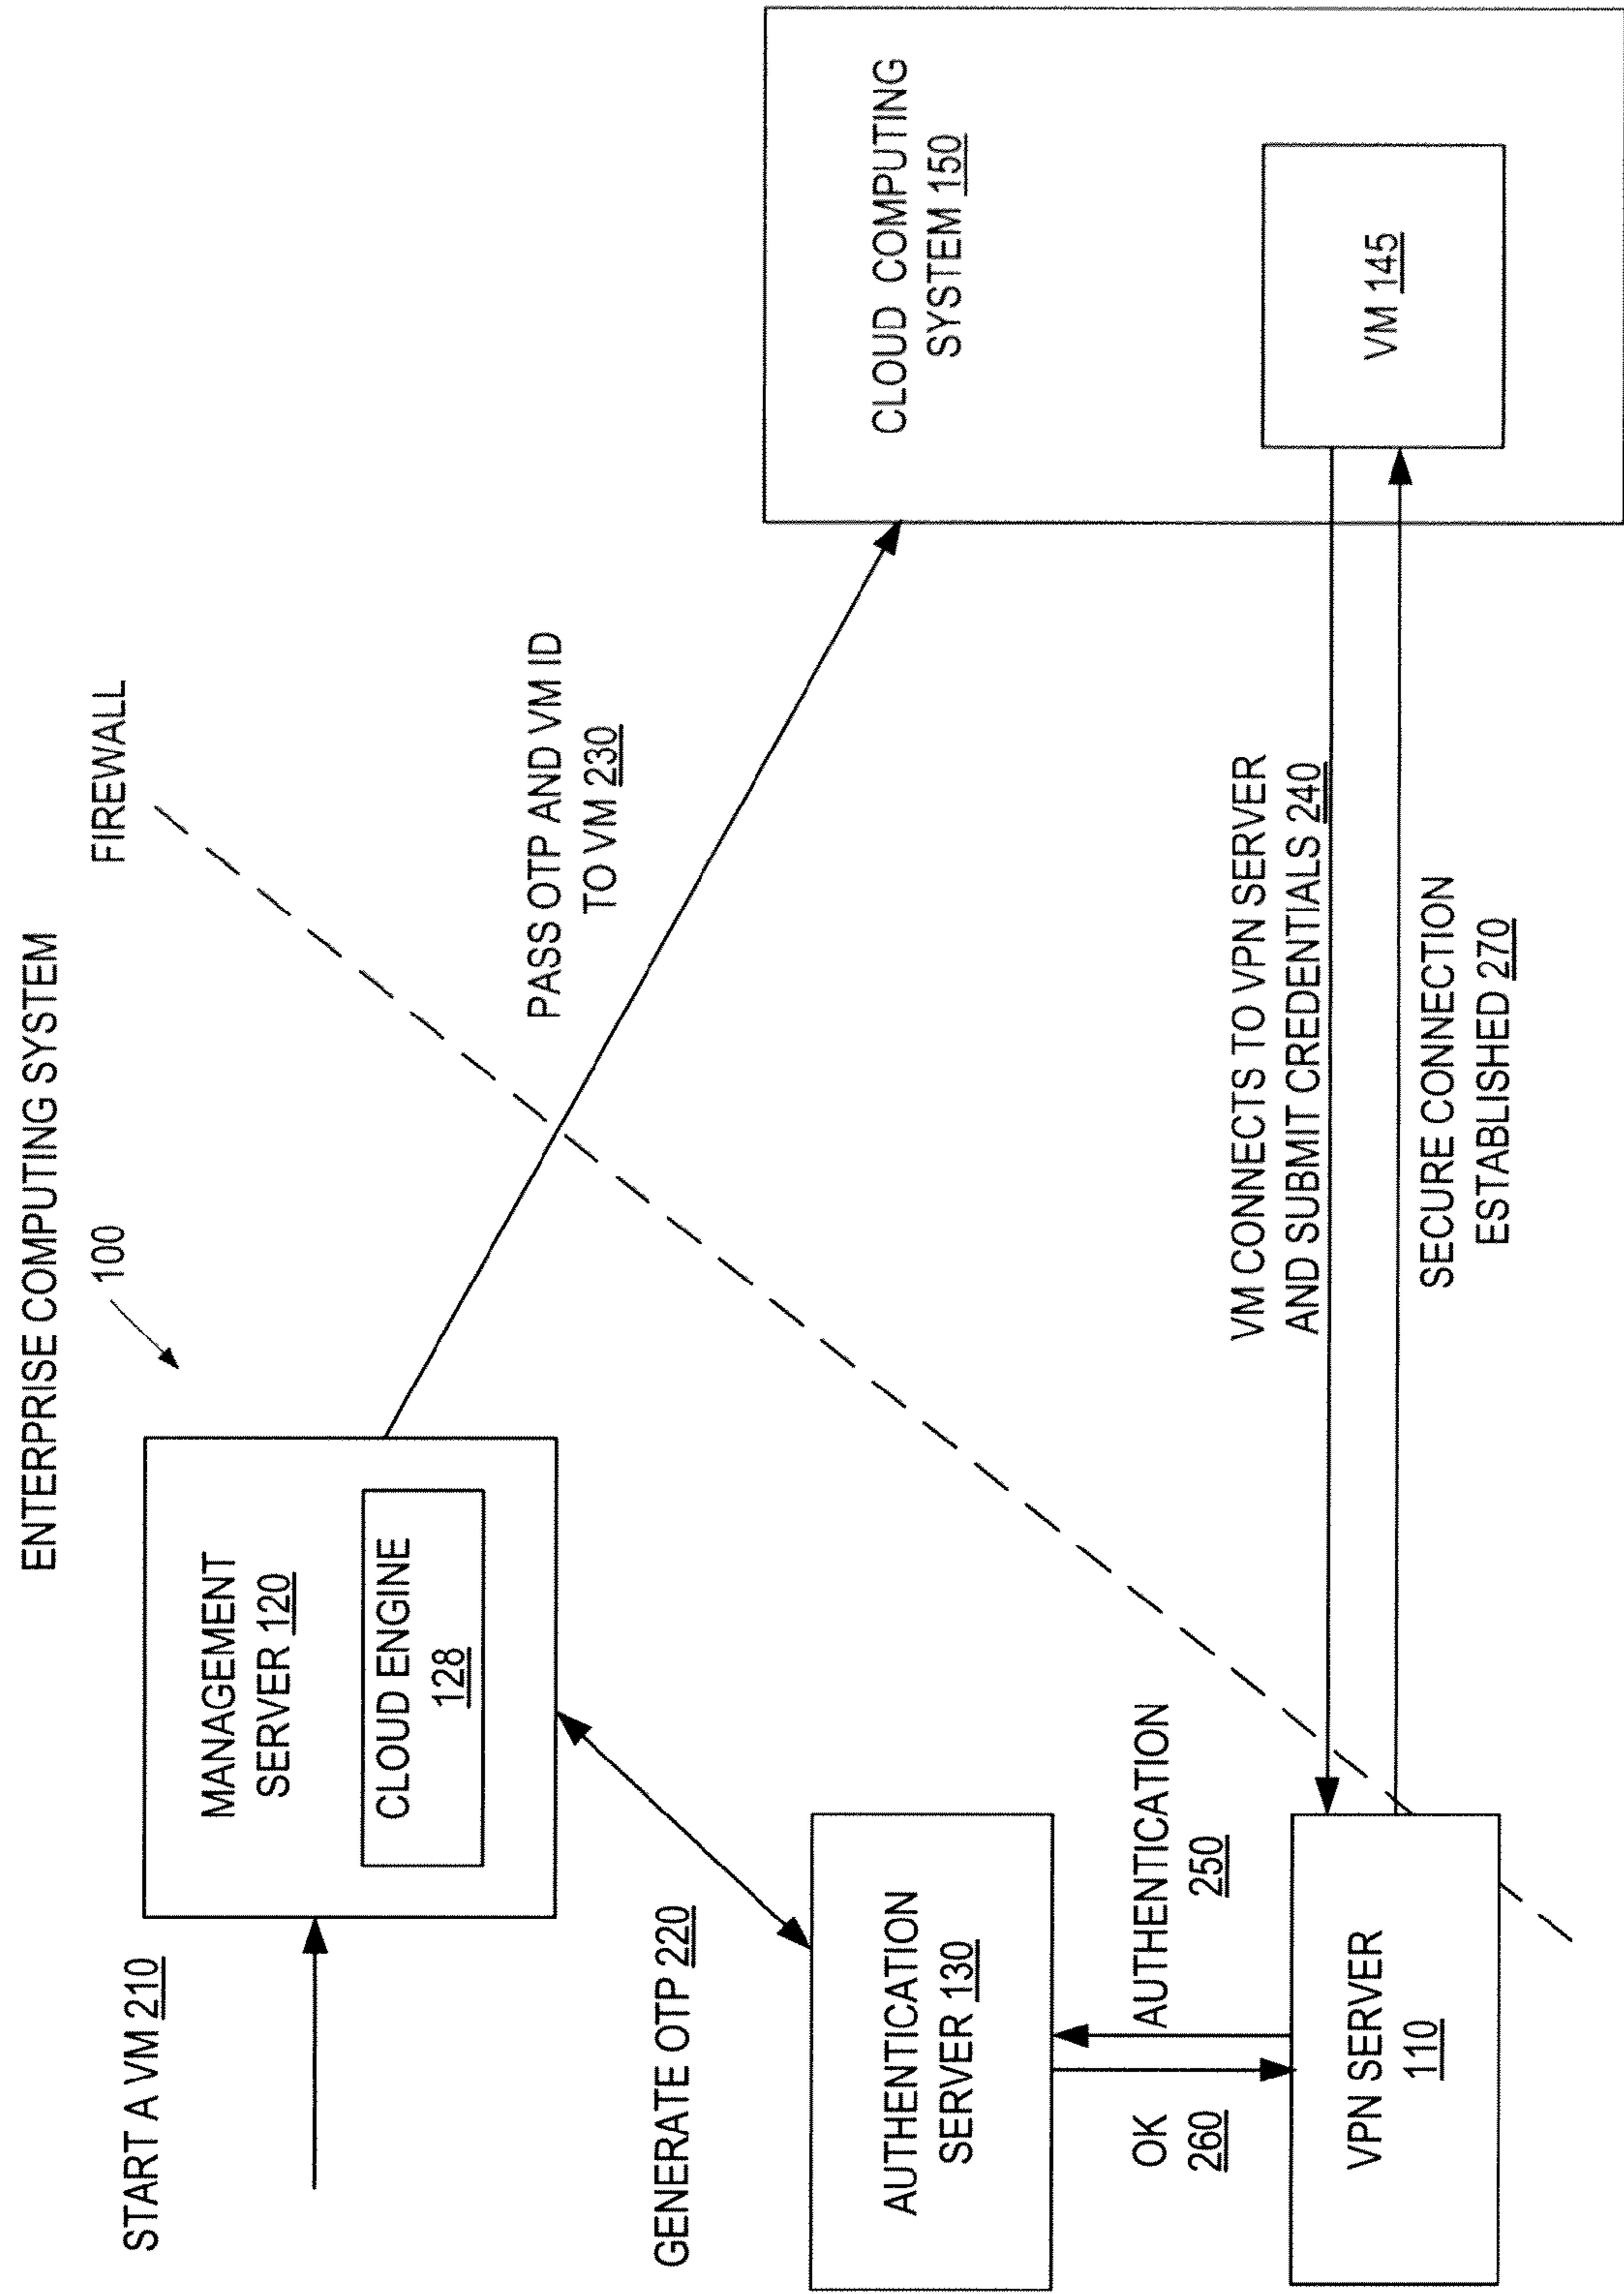 ENTERPRISE COMPUTING SYSTEM
100
FIREWALL
START A VM 210
MANAGEMENT
SERVER 120
CLOUD ENGINE
128
PASS OTP AND VM ID
TO VM 230
GENERATE OTP 220
CLOUD COMPUTING
SYSTEM 150
AUTHENTICATION
SERVER 130
OK
260
AUTHENTICATION
250
VM CONNECTS TO VPN SERVER
AND SUBMIT CREDENTIALS 240
VM 145
VPN SERVER
110
SECURE CONNECTION
ESTABLISHED 270